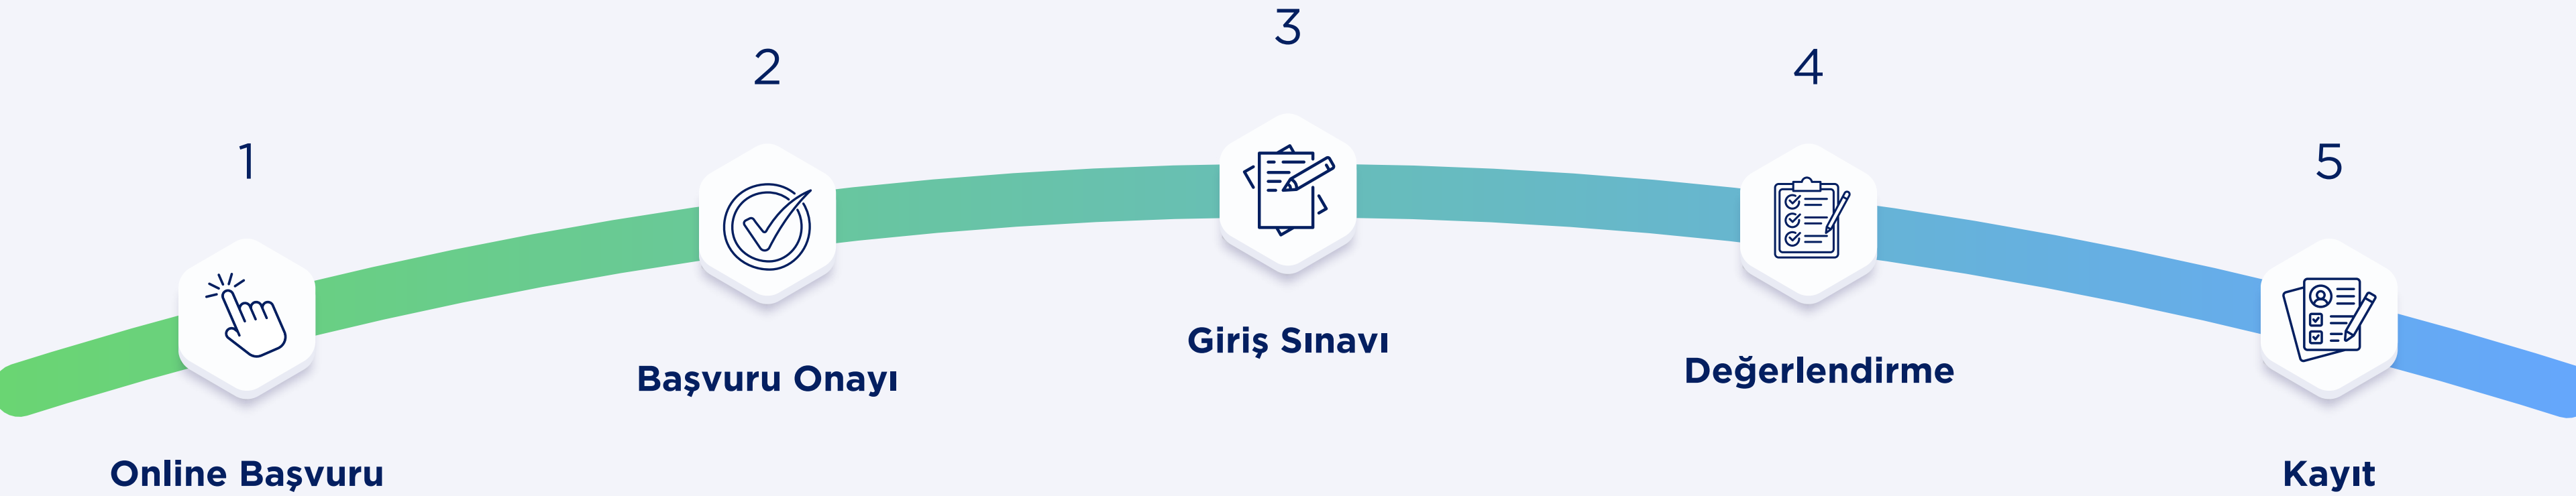 1
Online Başvuru
2
Başvuru Onayı
3
Giriş Sınavı
4
Değerlendirme
5
Kayıt